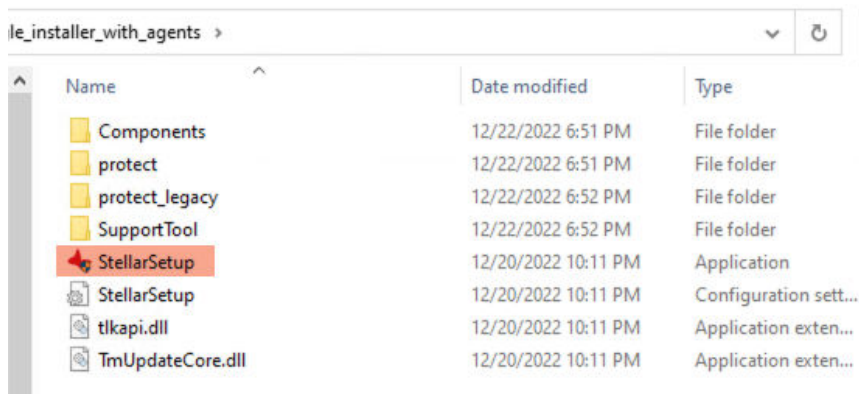 le_installer_with_agents >
Name Date modified Type
Components 12/22/2022 6:51 PM File folder
protect 12/22/2022 6:51 PM File folder
protect_legacy 12/22/2022 6:52 PM File folder
SupportTool 12/22/2022 6:52 PM File folder
StellarSetup 12/20/2022 10:11 PM Application
StellarSetup 12/20/2022 10:11 PM Configuration sett...
tlkapi.dll 12/20/2022 10:11 PM Application exten...
TmUpdateCore.dll 12/20/2022 10:11 PM Application exten...